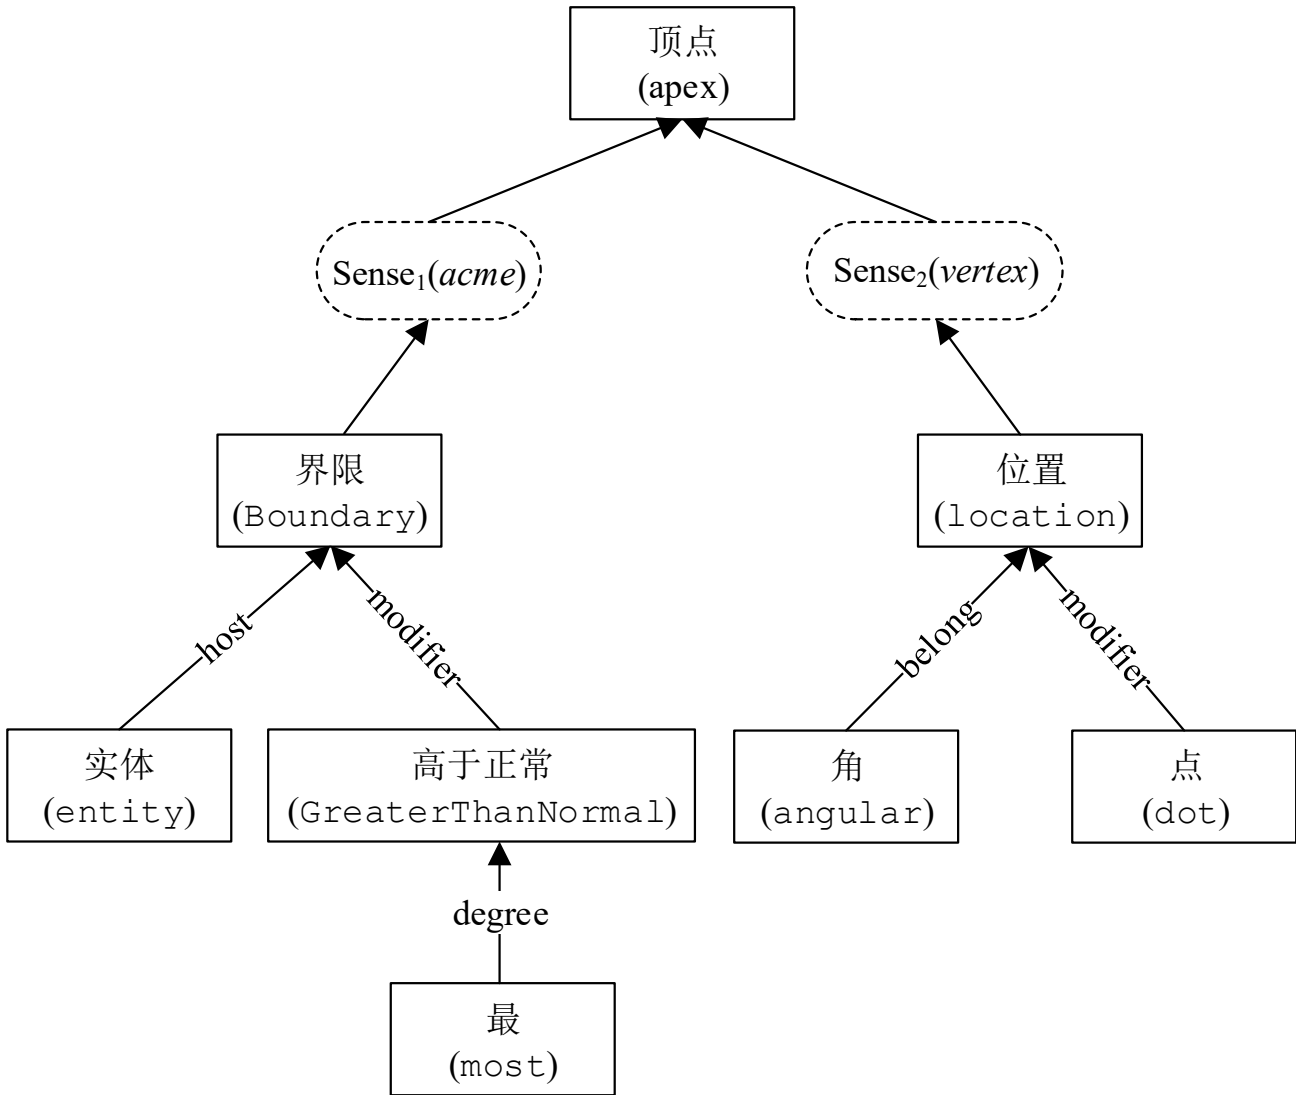 顶点
(apex)
Sense₁(acme)
Sense₂(vertex)
界限
(Boundary)
位置
(location)
host
modifier
belong
modifier
实体
(entity)
高于正常
(GreaterThanNormal)
角
(angular)
点
(dot)
degree
最
(most)